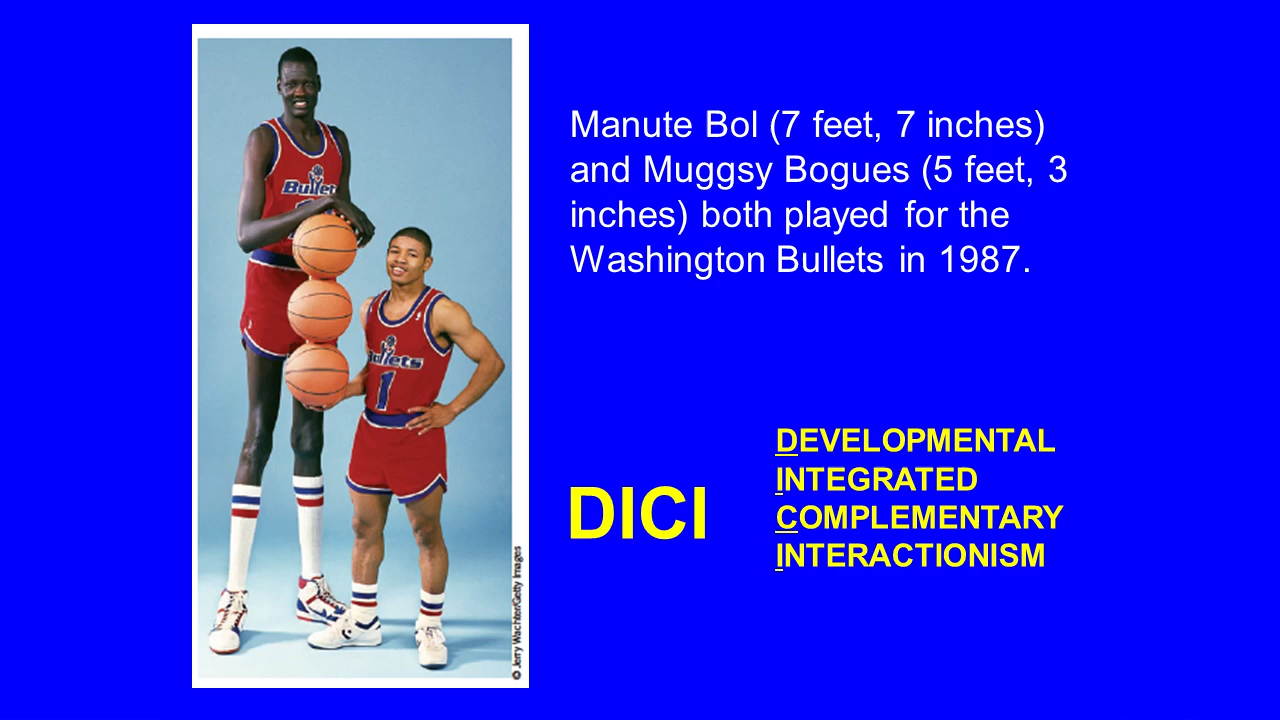 Manute Bol (7 feet, 7 inches)
and Muggsy Bogues (5 feet, 3
inches) both played for the
Washington Bullets in 1987.
Bullet
Bullets
1
DICI
DEVELOPMENTAL
INTEGRATED
COMPLEMENTARY
INTERACTIONISM
© Jerry Wachter/Getty Images